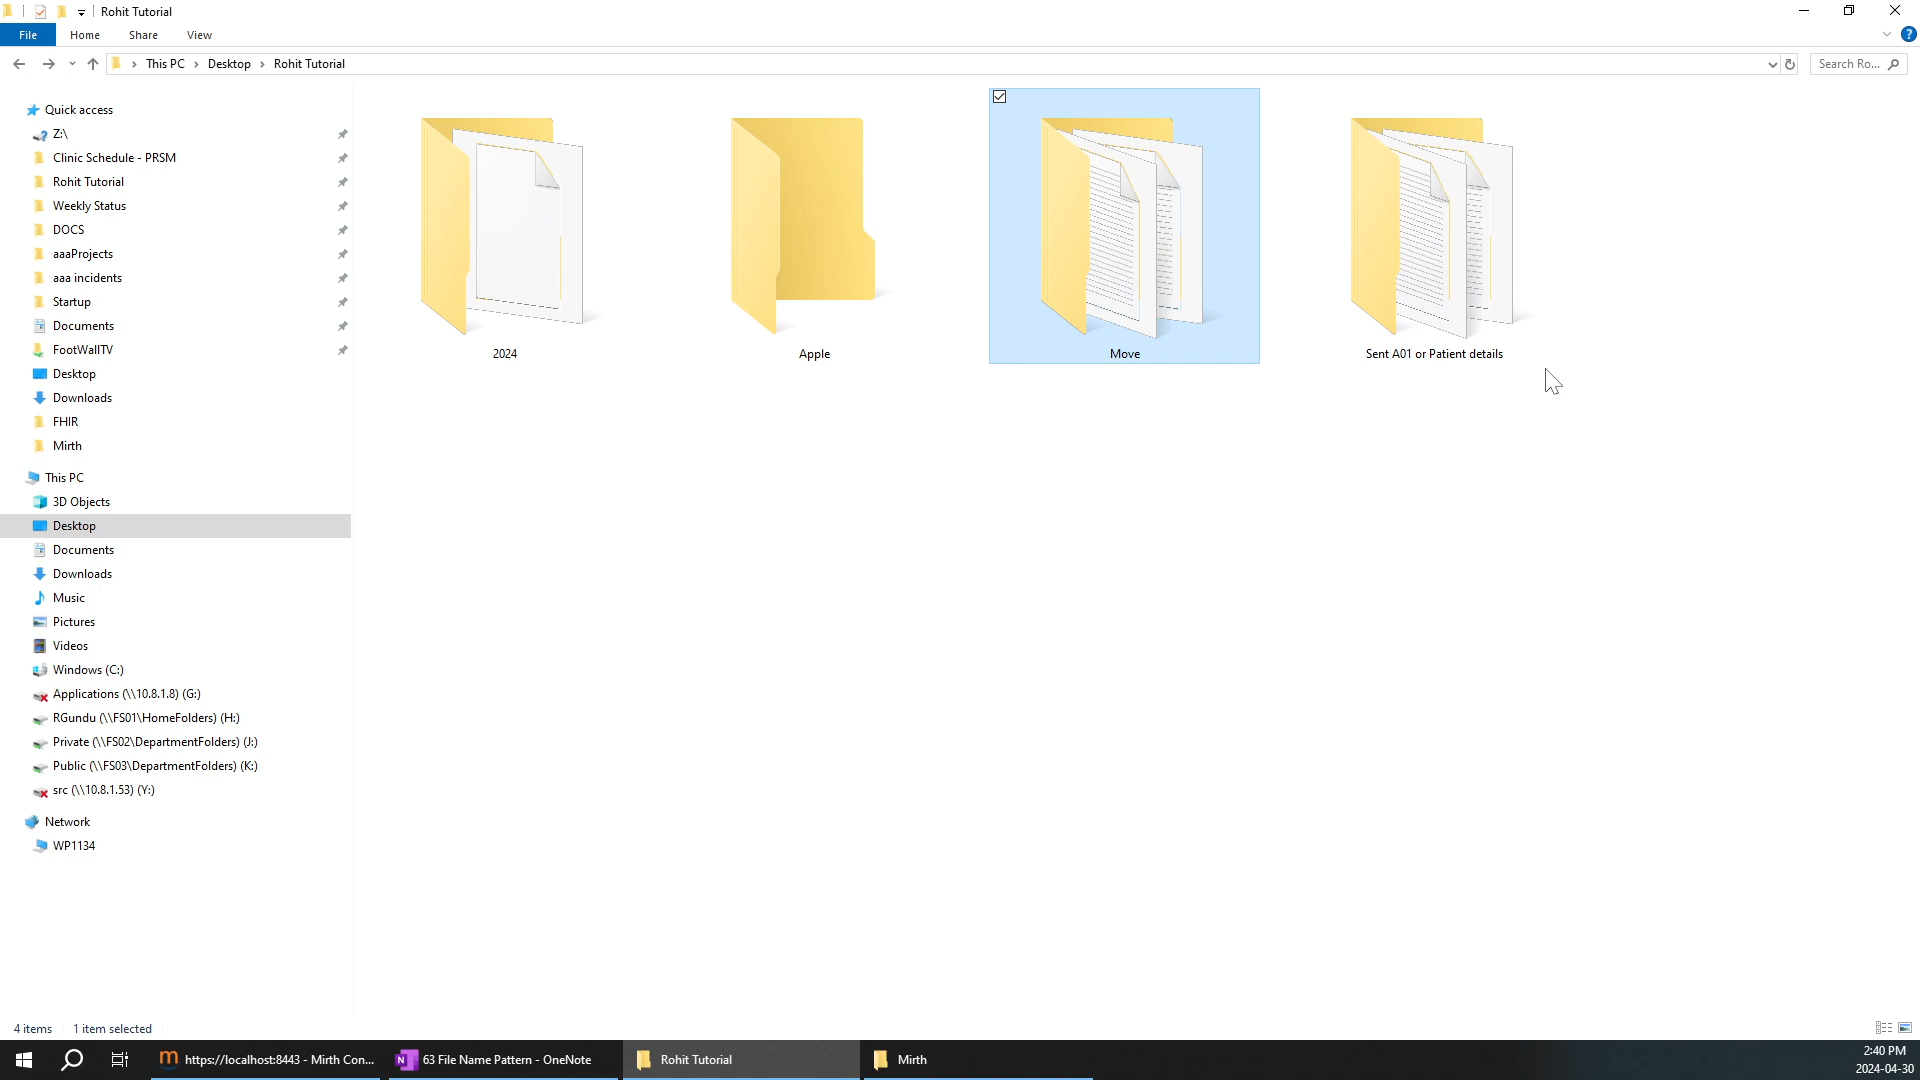 Rohit Tutorial
File Home Share View
This PC Desktop Rohit Tutorial
Search Ro...
Quick access
Z:\
Clinic Schedule - PRSM
Rohit Tutorial
Weekly Status
DOCS
aaaProjects
aaa incidents
Startup
Documents
FootWallTV
Desktop
Downloads
FHIR
Mirth
This PC
3D Objects
Desktop
Documents
Downloads
Music
Pictures
Videos
Windows (C:)
Applications (\\10.8.1.8) (G:)
RGundu (\\FS01\HomeFolders) (H:)
Private (\\FS02\DepartmentFolders) (J:)
Public (\\FS03\DepartmentFolders) (K:)
src (\\10.8.1.53) (Y:)
Network
WP1134
2024
Apple
Move
Sent A01 or Patient details
4 items 1 item selected
https://localhost:8443 - Mirth Con...
63 File Name Pattern - OneNote
Rohit Tutorial
Mirth
2:40 PM
2024-04-30